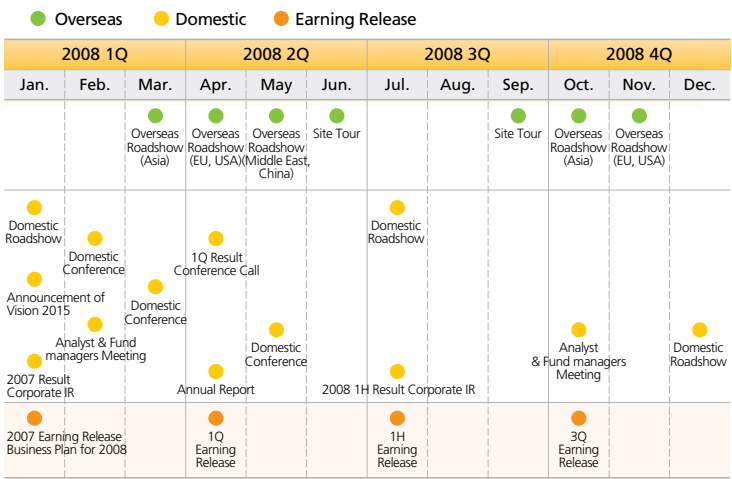 Overseas Domestic Earning Release
2008 1Q 2008 2Q 2008 3Q 2008 4Q
Jan. Feb. Mar. Apr. May Jun. Jul. Aug. Sep. Oct. Nov. Dec.
Overseas
Roadshow
(Asia)
Overseas
Roadshow
(EU, USA)
Overseas
Roadshow
(Middle East,
China)
Site Tour
Site Tour
Overseas
Roadshow
(Asia)
Overseas
Roadshow
(EU, USA)
Domestic
Roadshow
Domestic
Roadshow
Domestic
Conference
1Q Result
Conference Call
Announcement of
Vision 2015
Domestic
Conference
Analyst & Fund
managers Meeting
Domestic
Conference
Analyst
& Fund managers
Meeting
Domestic
Roadshow
2007 Result
Corporate IR
Annual Report
2008 1H Result Corporate IR
2007 Earning Release
Business Plan for 2008
1Q
Earning
Release
1H
Earning
Release
3Q
Earning
Release